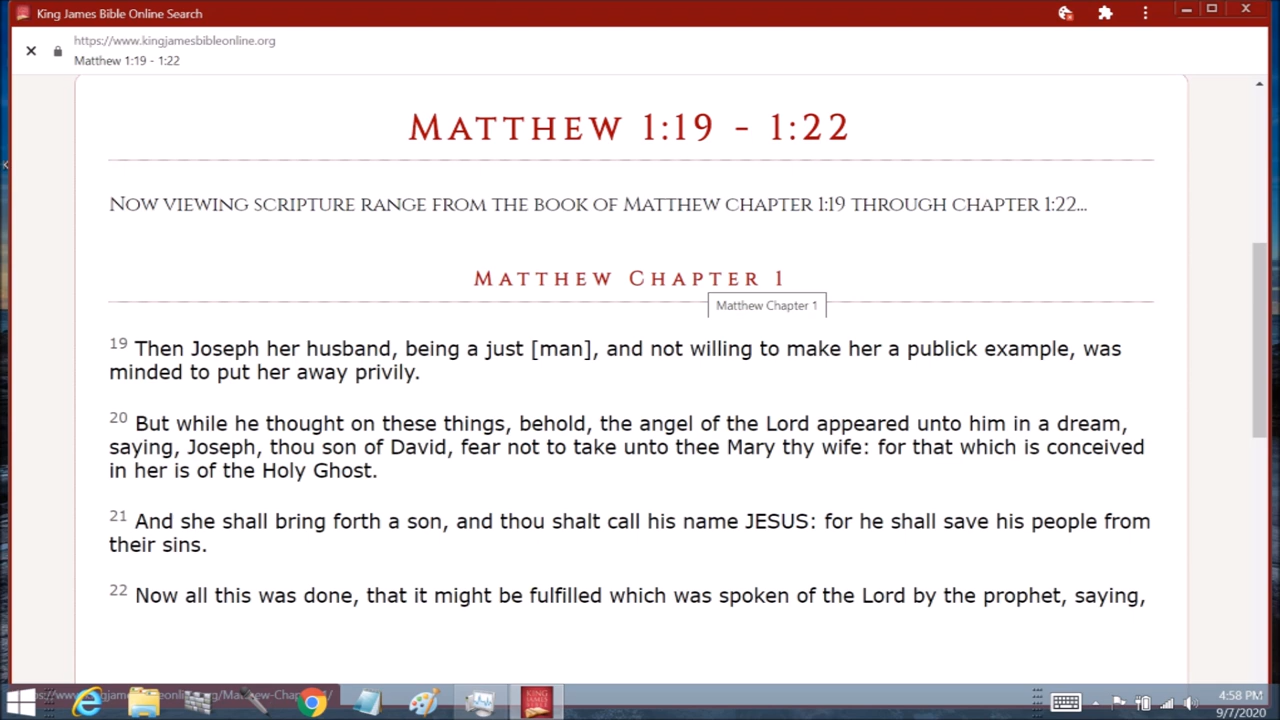 King James Bible Online Search
https://www.kingjamesbibleonline.org
Matthew 1:19 - 1:22
MATTHEW 1:19 - 1:22
NOW VIEWING SCRIPTURE RANGE FROM THE BOOK OF MATTHEW CHAPTER 1:19 THROUGH CHAPTER 1:22...
MATTHEW CHAPTER 1
Matthew Chapter 1
19 Then Joseph her husband, being a just [man], and not willing to make her a publick example, was
minded to put her away privily.
20 But while he thought on these things, behold, the angel of the Lord appeared unto him in a dream,
saying, Joseph, thou son of David, fear not to take unto thee Mary thy wife: for that which is conceived
in her is of the Holy Ghost.
21 And she shall bring forth a son, and thou shalt call his name JESUS: for he shall save his people from
their sins.
22 Now all this was done, that it might be fulfilled which was spoken of the Lord by the prophet, saying,
KING JAMES BIBLE
4:58 PM
9/7/2020